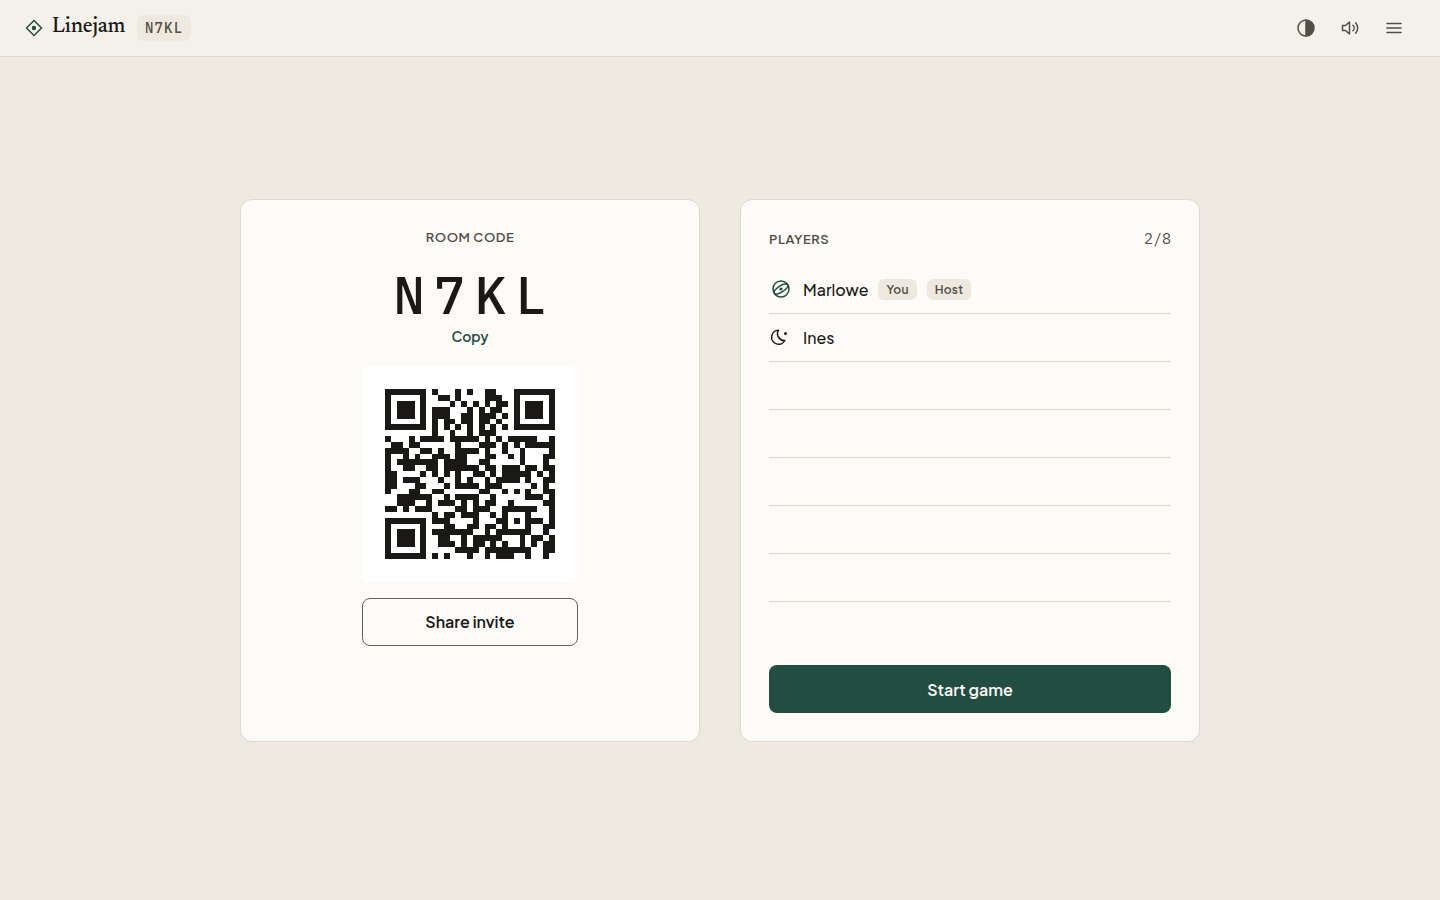 Linejam N7KL
ROOM CODE
N7KL
Copy
Share invite
PLAYERS 2/8
Marlowe You Host
Ines
Start game